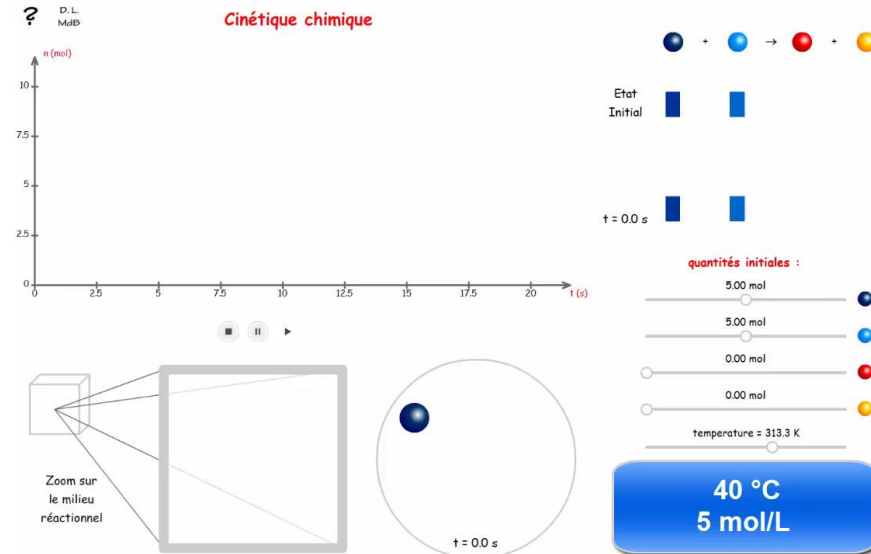 ?
D. L.
MdB
Cinétique chimique
n (mol)
10
7.5
5
2.5
0
0
2.5
5
7.5
10
12.5
15
17.5
20
t (s)
+ → +
Etat
Initial
t = 0.0 s
quantités initiales :
5.00 mol
5.00 mol
0.00 mol
0.00 mol
temperature = 313.3 K
Zoom sur
le milieu
réactionnel
t = 0.0 s
40 °C
5 mol/L